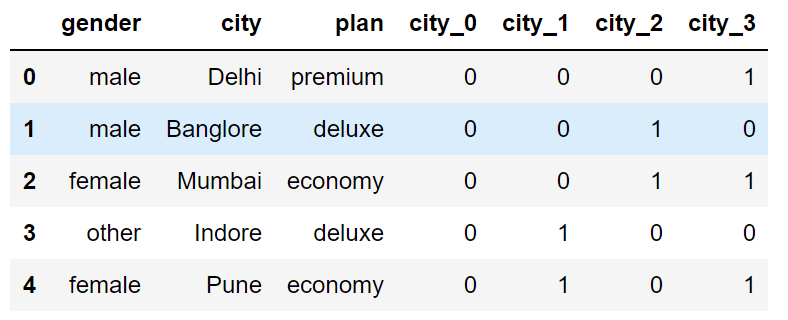 gender city plan city_0 city_1 city_2 city_3
0 male Delhi premium 0 0 0 1
1 male Banglore deluxe 0 0 1 0
2 female Mumbai economy 0 0 1 1
3 other Indore deluxe 0 1 0 0
4 female Pune economy 0 1 0 1